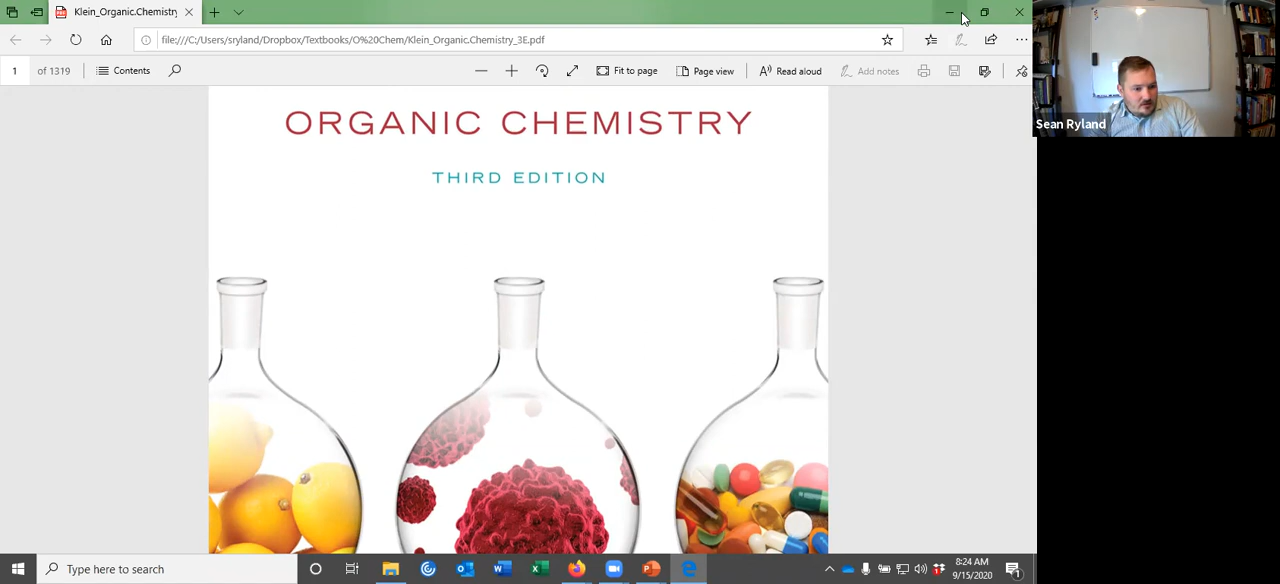 Klein_Organic.Chemistry
file:///C:/Users/sryland/Dropbox/Textbooks/O%20Chem/Klein_Organic.Chemistry_3E.pdf
1 of 1319 Contents Fit to page Page view Read aloud Add notes
Sean Ryland
ORGANIC CHEMISTRY
THIRD EDITION
Type here to search
8:24 AM
9/15/2020